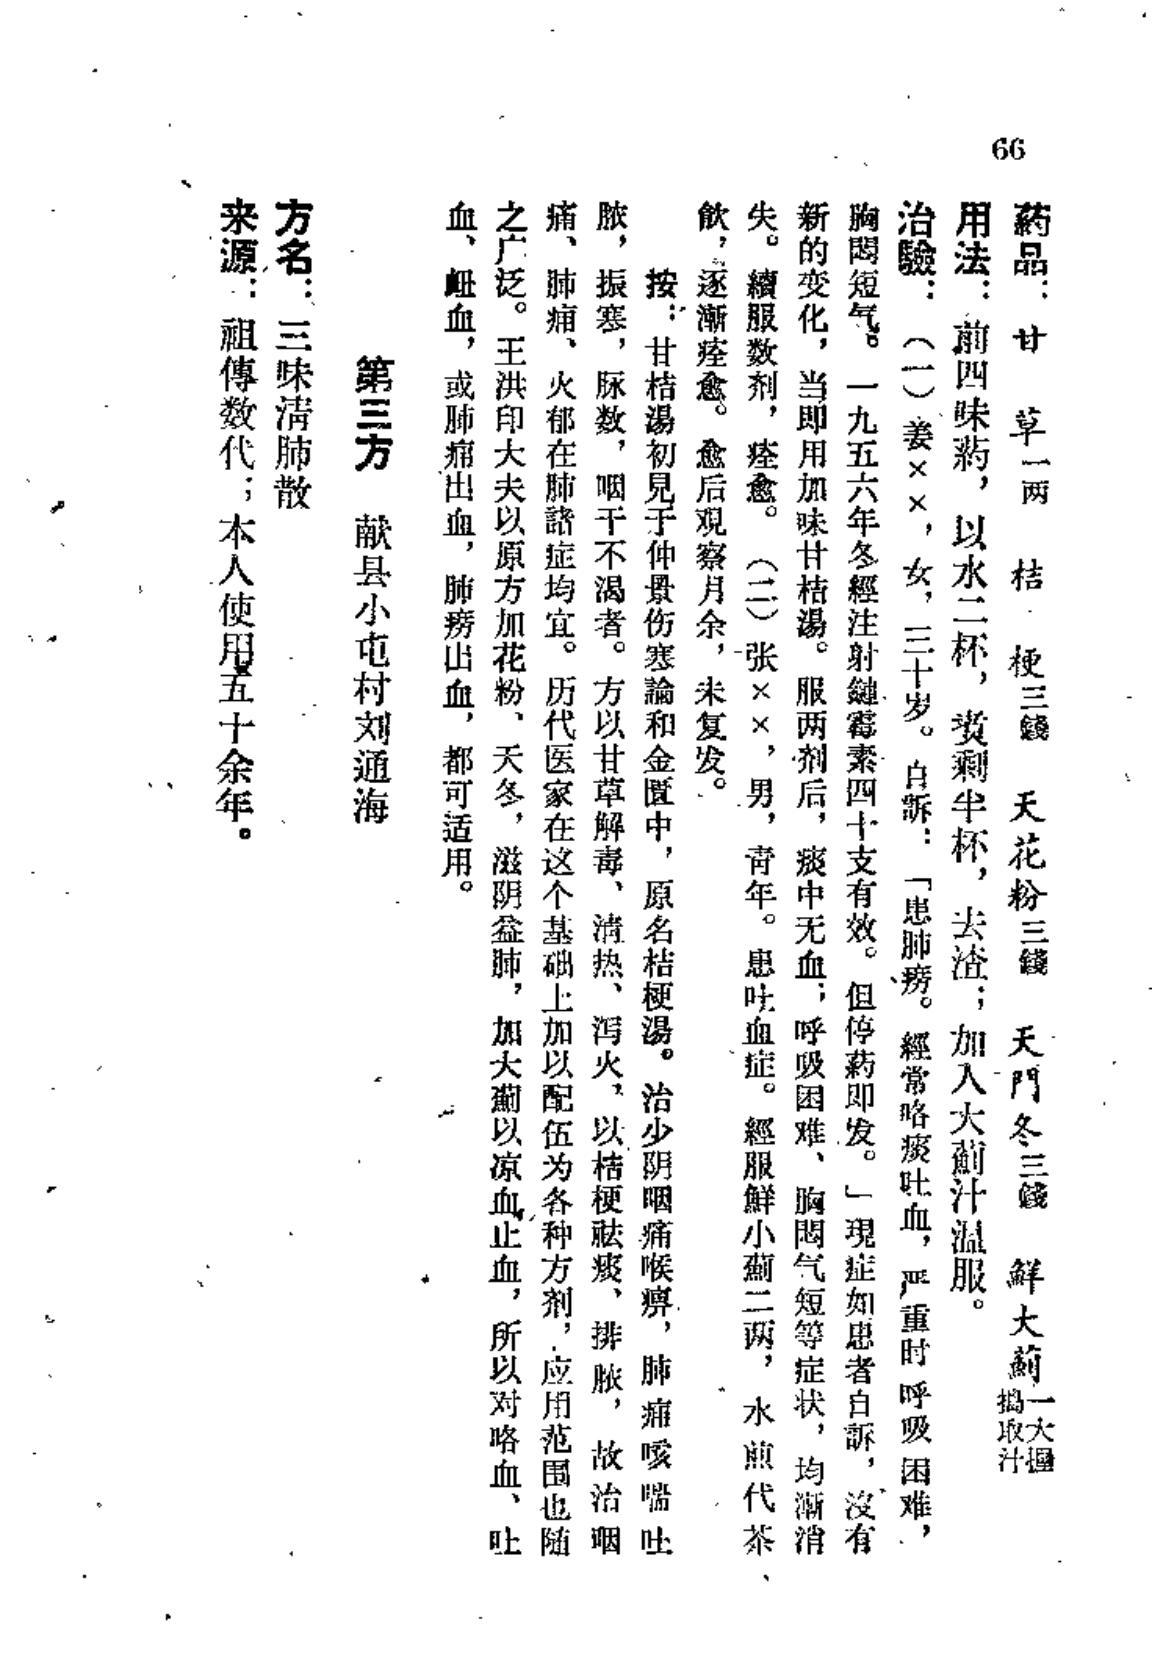 66
药品：甘草一两 桔梗三錢 天花粉三錢 天門冬三錢 鮮大薊一大握搗取汁
用法：前四味药，以水二杯，煑剩半杯，去渣；加入大薊汁温服。
治驗：（一）姜××，女，三十岁。自訴：「患肺痨。經常咯痰吐血，严重时呼吸困难，
胸悶短气。一九五六年冬經注射鏈霉素四十支有效。但停药即发。」現症如患者自訴，沒有
新的变化，当即用加味甘桔湯。服两剂后，痰中无血；呼吸困难、胸悶气短等症状，均漸消
失。續服数剂，痊愈。（二）张××，男，青年。患吐血症。經服鮮小薊二两，水煎代茶
飲，逐漸痊愈。愈后观察月余，未复发。
按：甘桔湯初見于仲景伤寒論和金匱中，原名桔梗湯。治少阴咽痛喉痹，肺痈咳喘吐
脓，振寒，脉数，咽干不渴者。方以甘草解毒、清热、泻火，以桔梗祛痰、排脓，故治咽
痛、肺痈、火郁在肺諸症均宜。历代医家在这个基础上加以配伍为各种方剂，应用范围也随
之广泛。王洪印大夫以原方加花粉、天冬，滋阴益肺，加大薊以凉血止血，所以对咯血、吐
血、衄血，或肺痈出血，肺痨出血，都可适用。
第三方 献县小屯村刘通海
方名：三味清肺散
来源：祖傳数代；本人使用五十余年。